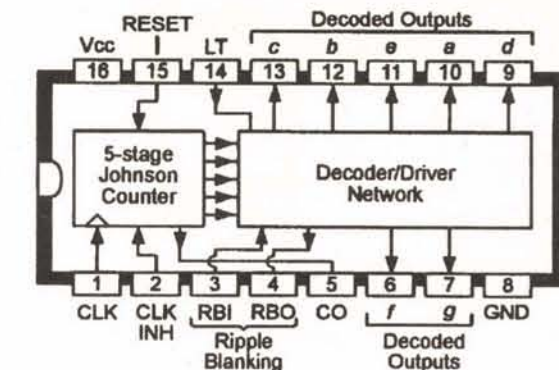 RESET
Decoded Outputs
Vcc
LT
c
b
e
a
d
16
15
14
13
12
11
10
9
5-stage
Johnson
Counter
Decoder/Driver
Network
1
2
3
4
5
6
7
8
CLK
CLK
INH
RBI
RBO
CO
f
g
GND
Ripple
Blanking
Decoded
Outputs